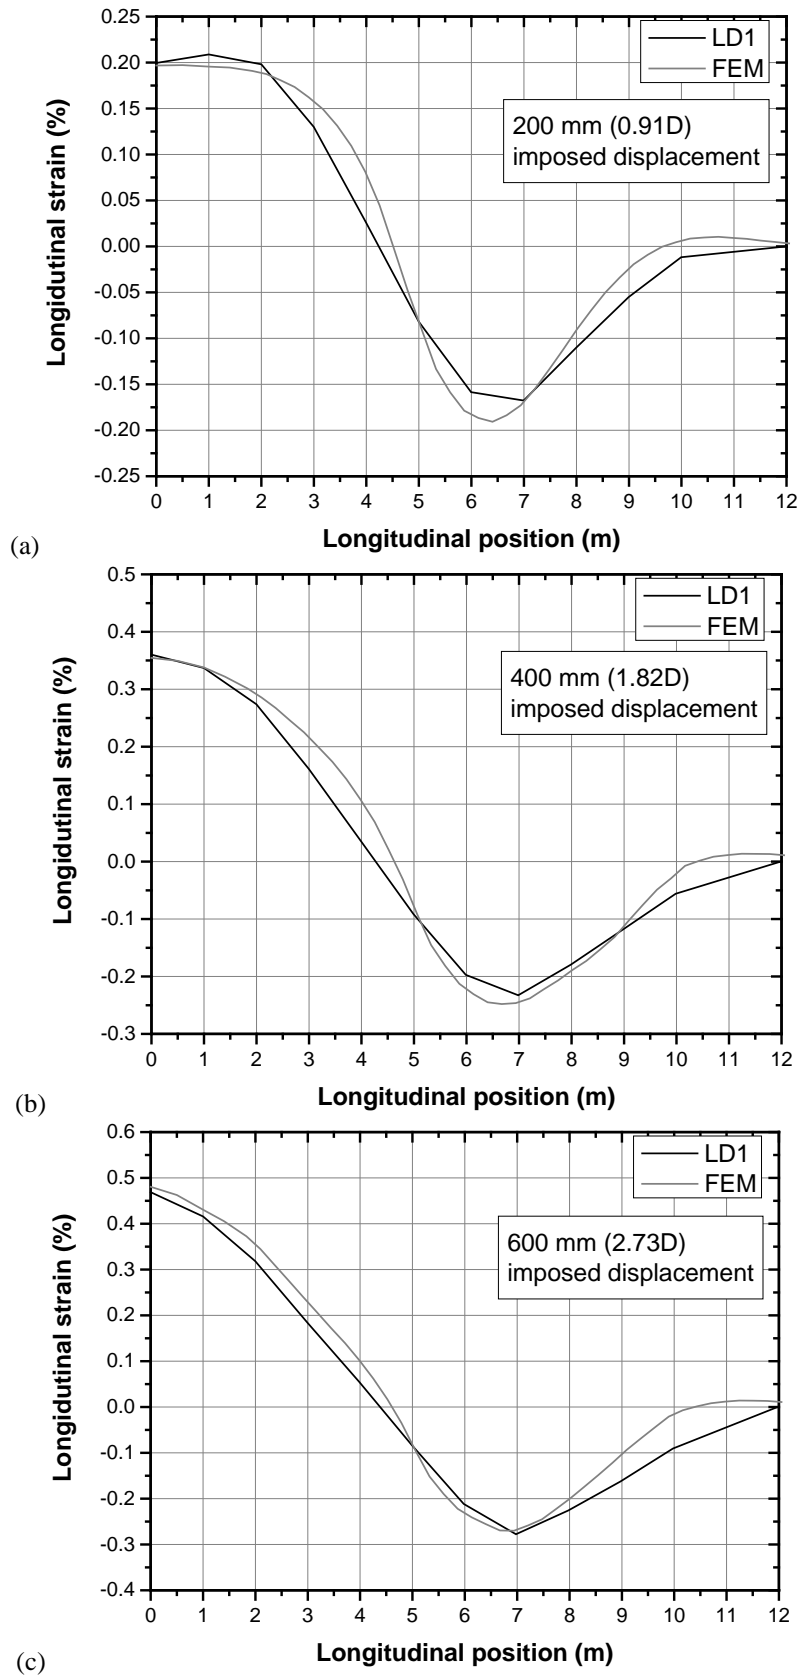 0.25
0.20
0.15
0.10
0.05
0.00
-0.05
-0.10
-0.15
-0.20
-0.25
Longidutinal strain (%)
LD1
FEM
200 mm (0.91D)
imposed displacement
0 1 2 3 4 5 6 7 8 9 10 11 12
Longitudinal position (m)
(a)
0.5
0.4
0.3
0.2
0.1
0.0
-0.1
-0.2
-0.3
Longidutinal strain (%)
LD1
FEM
400 mm (1.82D)
imposed displacement
0 1 2 3 4 5 6 7 8 9 10 11 12
Longitudinal position (m)
(b)
0.6
0.5
0.4
0.3
0.2
0.1
0.0
-0.1
-0.2
-0.3
-0.4
Longidutinal strain (%)
LD1
FEM
600 mm (2.73D)
imposed displacement
0 1 2 3 4 5 6 7 8 9 10 11 12
Longitudinal position (m)
(c)